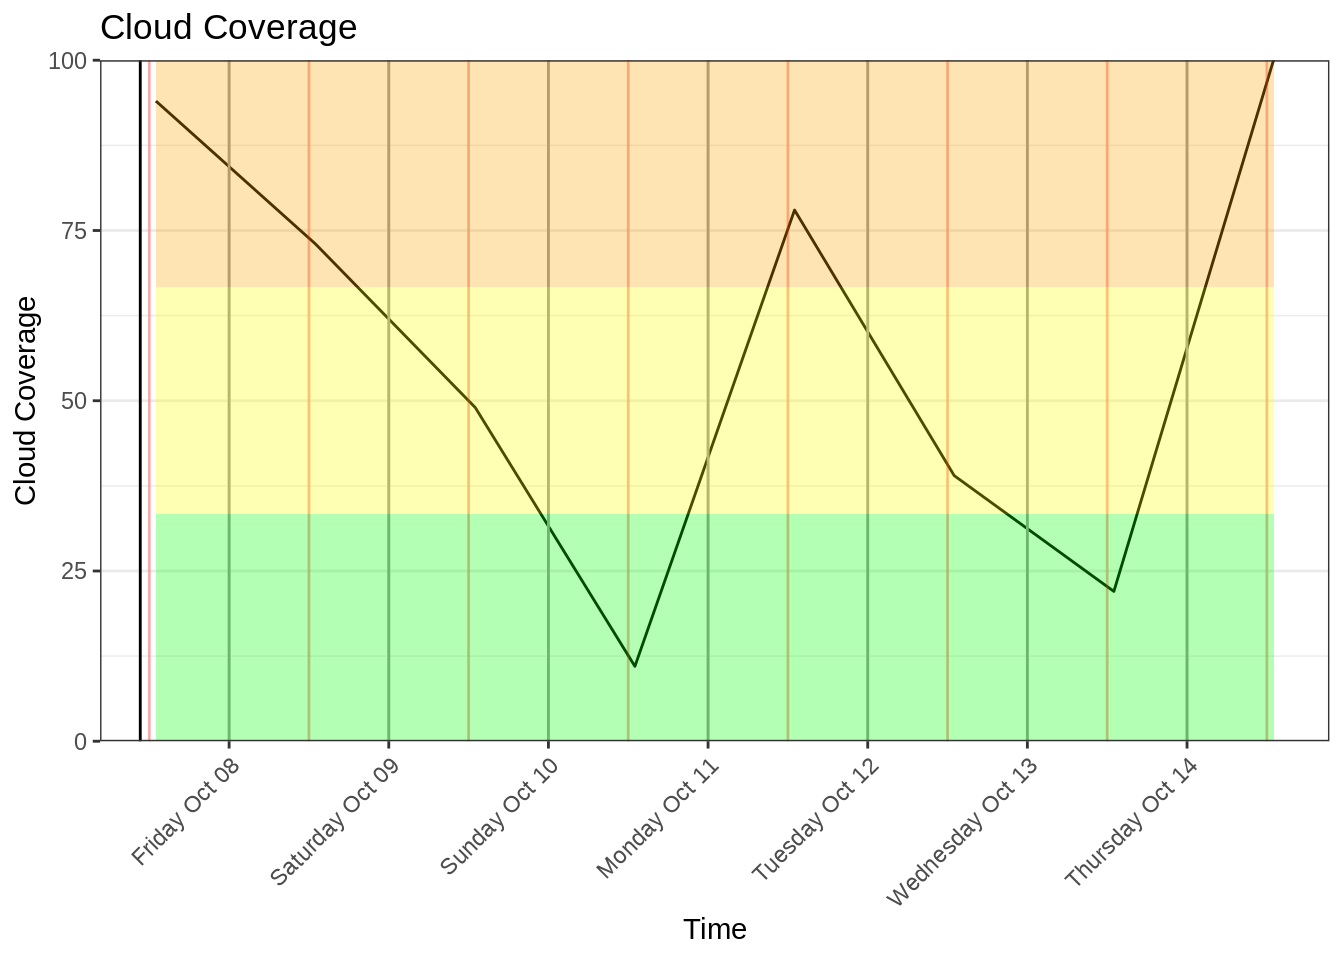 Cloud Coverage
Cloud Coverage
100
75
50
25
0
Friday Oct 08
Saturday Oct 09
Sunday Oct 10
Monday Oct 11
Tuesday Oct 12
Wednesday Oct 13
Thursday Oct 14
Time